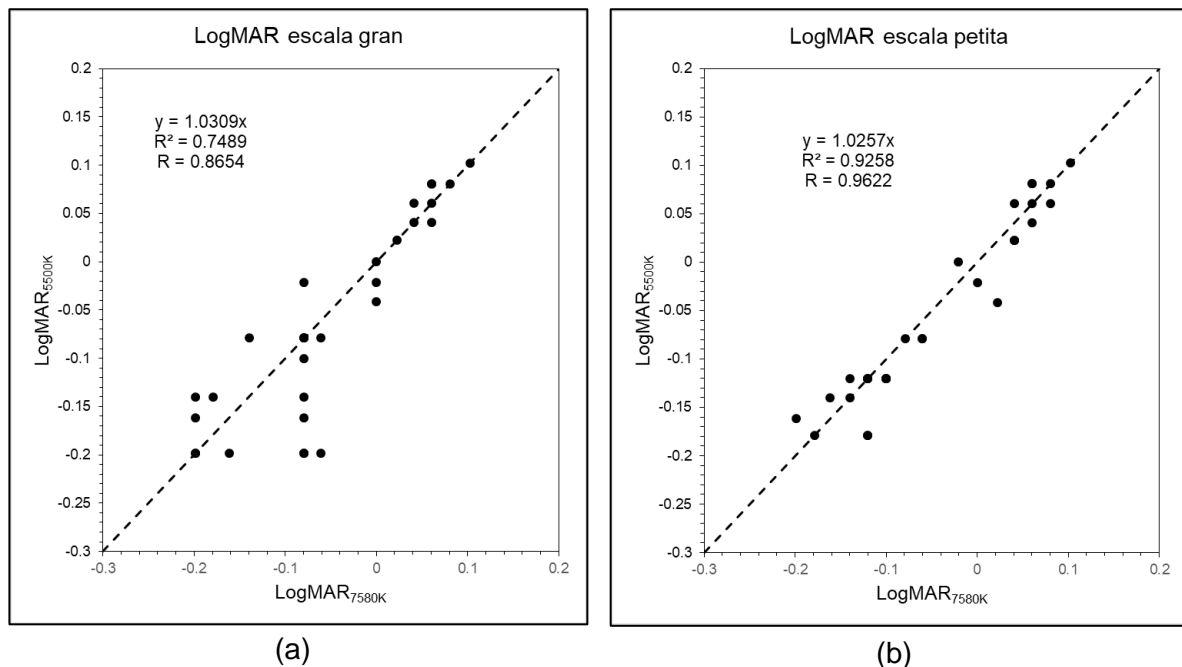 LogMAR escala gran
0.2
0.15
0.1
0.05
0
-0.05
-0.1
-0.15
-0.2
-0.25
-0.3
LogMAR5500K
y = 1.0309x
R² = 0.7489
R = 0.8654
-0.3 -0.2 -0.1 0 0.1 0.2
LogMAR7580K
(a)
LogMAR escala petita
0.2
0.15
0.1
0.05
0
-0.05
-0.1
-0.15
-0.2
-0.25
-0.3
LogMAR5500K
y = 1.0257x
R² = 0.9258
R = 0.9622
-0.3 -0.2 -0.1 0 0.1 0.2
LogMAR7580K
(b)